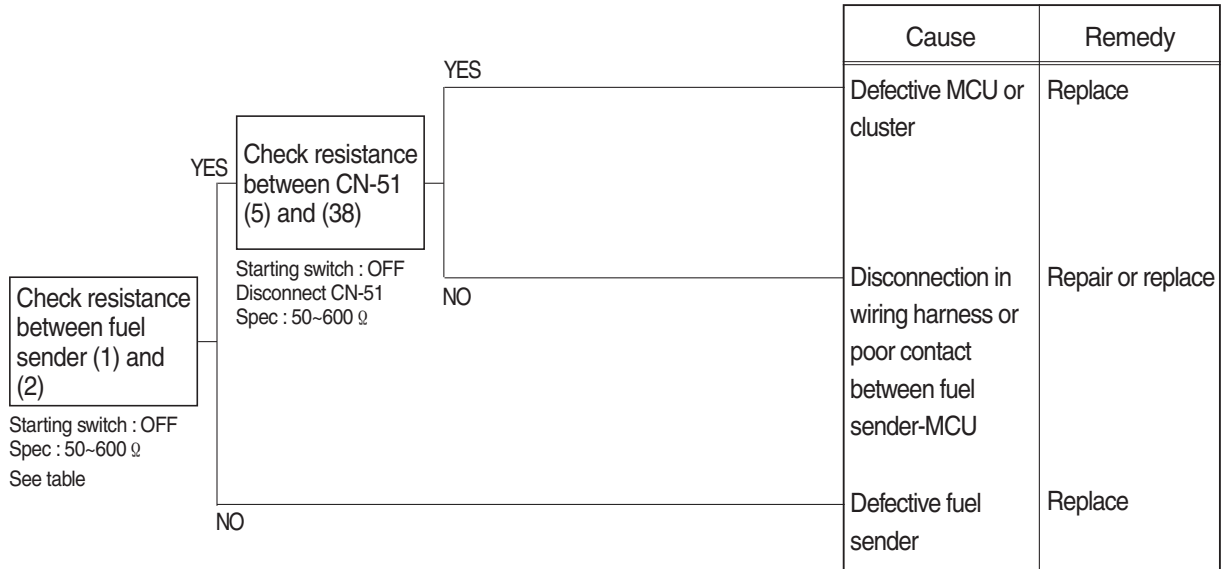 Check resistance
between fuel
sender (1) and
(2)
Starting switch : OFF
Spec : 50~600 Ω
See table
YES
NO
Check resistance
between CN-51
(5) and (38)
Starting switch : OFF
Disconnect CN-51
Spec : 50~600 Ω
YES
NO
Cause
Remedy
Defective MCU or
cluster
Replace
Disconnection in
wiring harness or
poor contact
between fuel
sender-MCU
Repair or replace
Defective fuel
sender
Replace